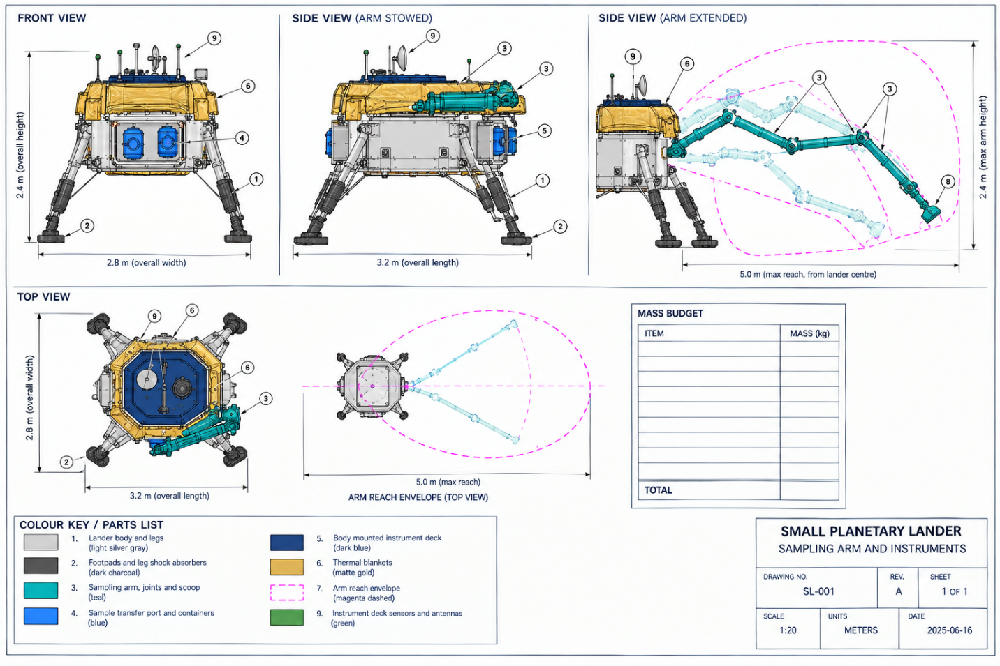 FRONT VIEW
9
6
4
1
2
2.4 m (overall height)
2.8 m (overall width)
SIDE VIEW (ARM STOWED)
9
3
3
5
1
2
3.2 m (overall length)
SIDE VIEW (ARM EXTENDED)
9
6
3
3
8
2.4 m (max arm height)
5.0 m (max reach, from lander centre)
TOP VIEW
9
6
6
3
2
2.8 m (overall width)
3.2 m (overall length)
5.0 m (max reach)
ARM REACH ENVELOPE (TOP VIEW)
MASS BUDGET
ITEM
MASS (kg)
TOTAL
COLOUR KEY / PARTS LIST
1. Lander body and legs
(light silver gray)
2. Footpads and leg shock absorbers
(dark charcoal)
3. Sampling arm, joints and scoop
(teal)
4. Sample transfer port and containers
(blue)
5. Body mounted instrument deck
(dark blue)
6. Thermal blankets
(matte gold)
7. Arm reach envelope
(magenta dashed)
9. Instrument deck sensors and antennas
(green)
SMALL PLANETARY LANDER
SAMPLING ARM AND INSTRUMENTS
DRAWING NO.
SL-001
REV.
A
SHEET
1 OF 1
SCALE
1:20
UNITS
METERS
DATE
2025-06-16